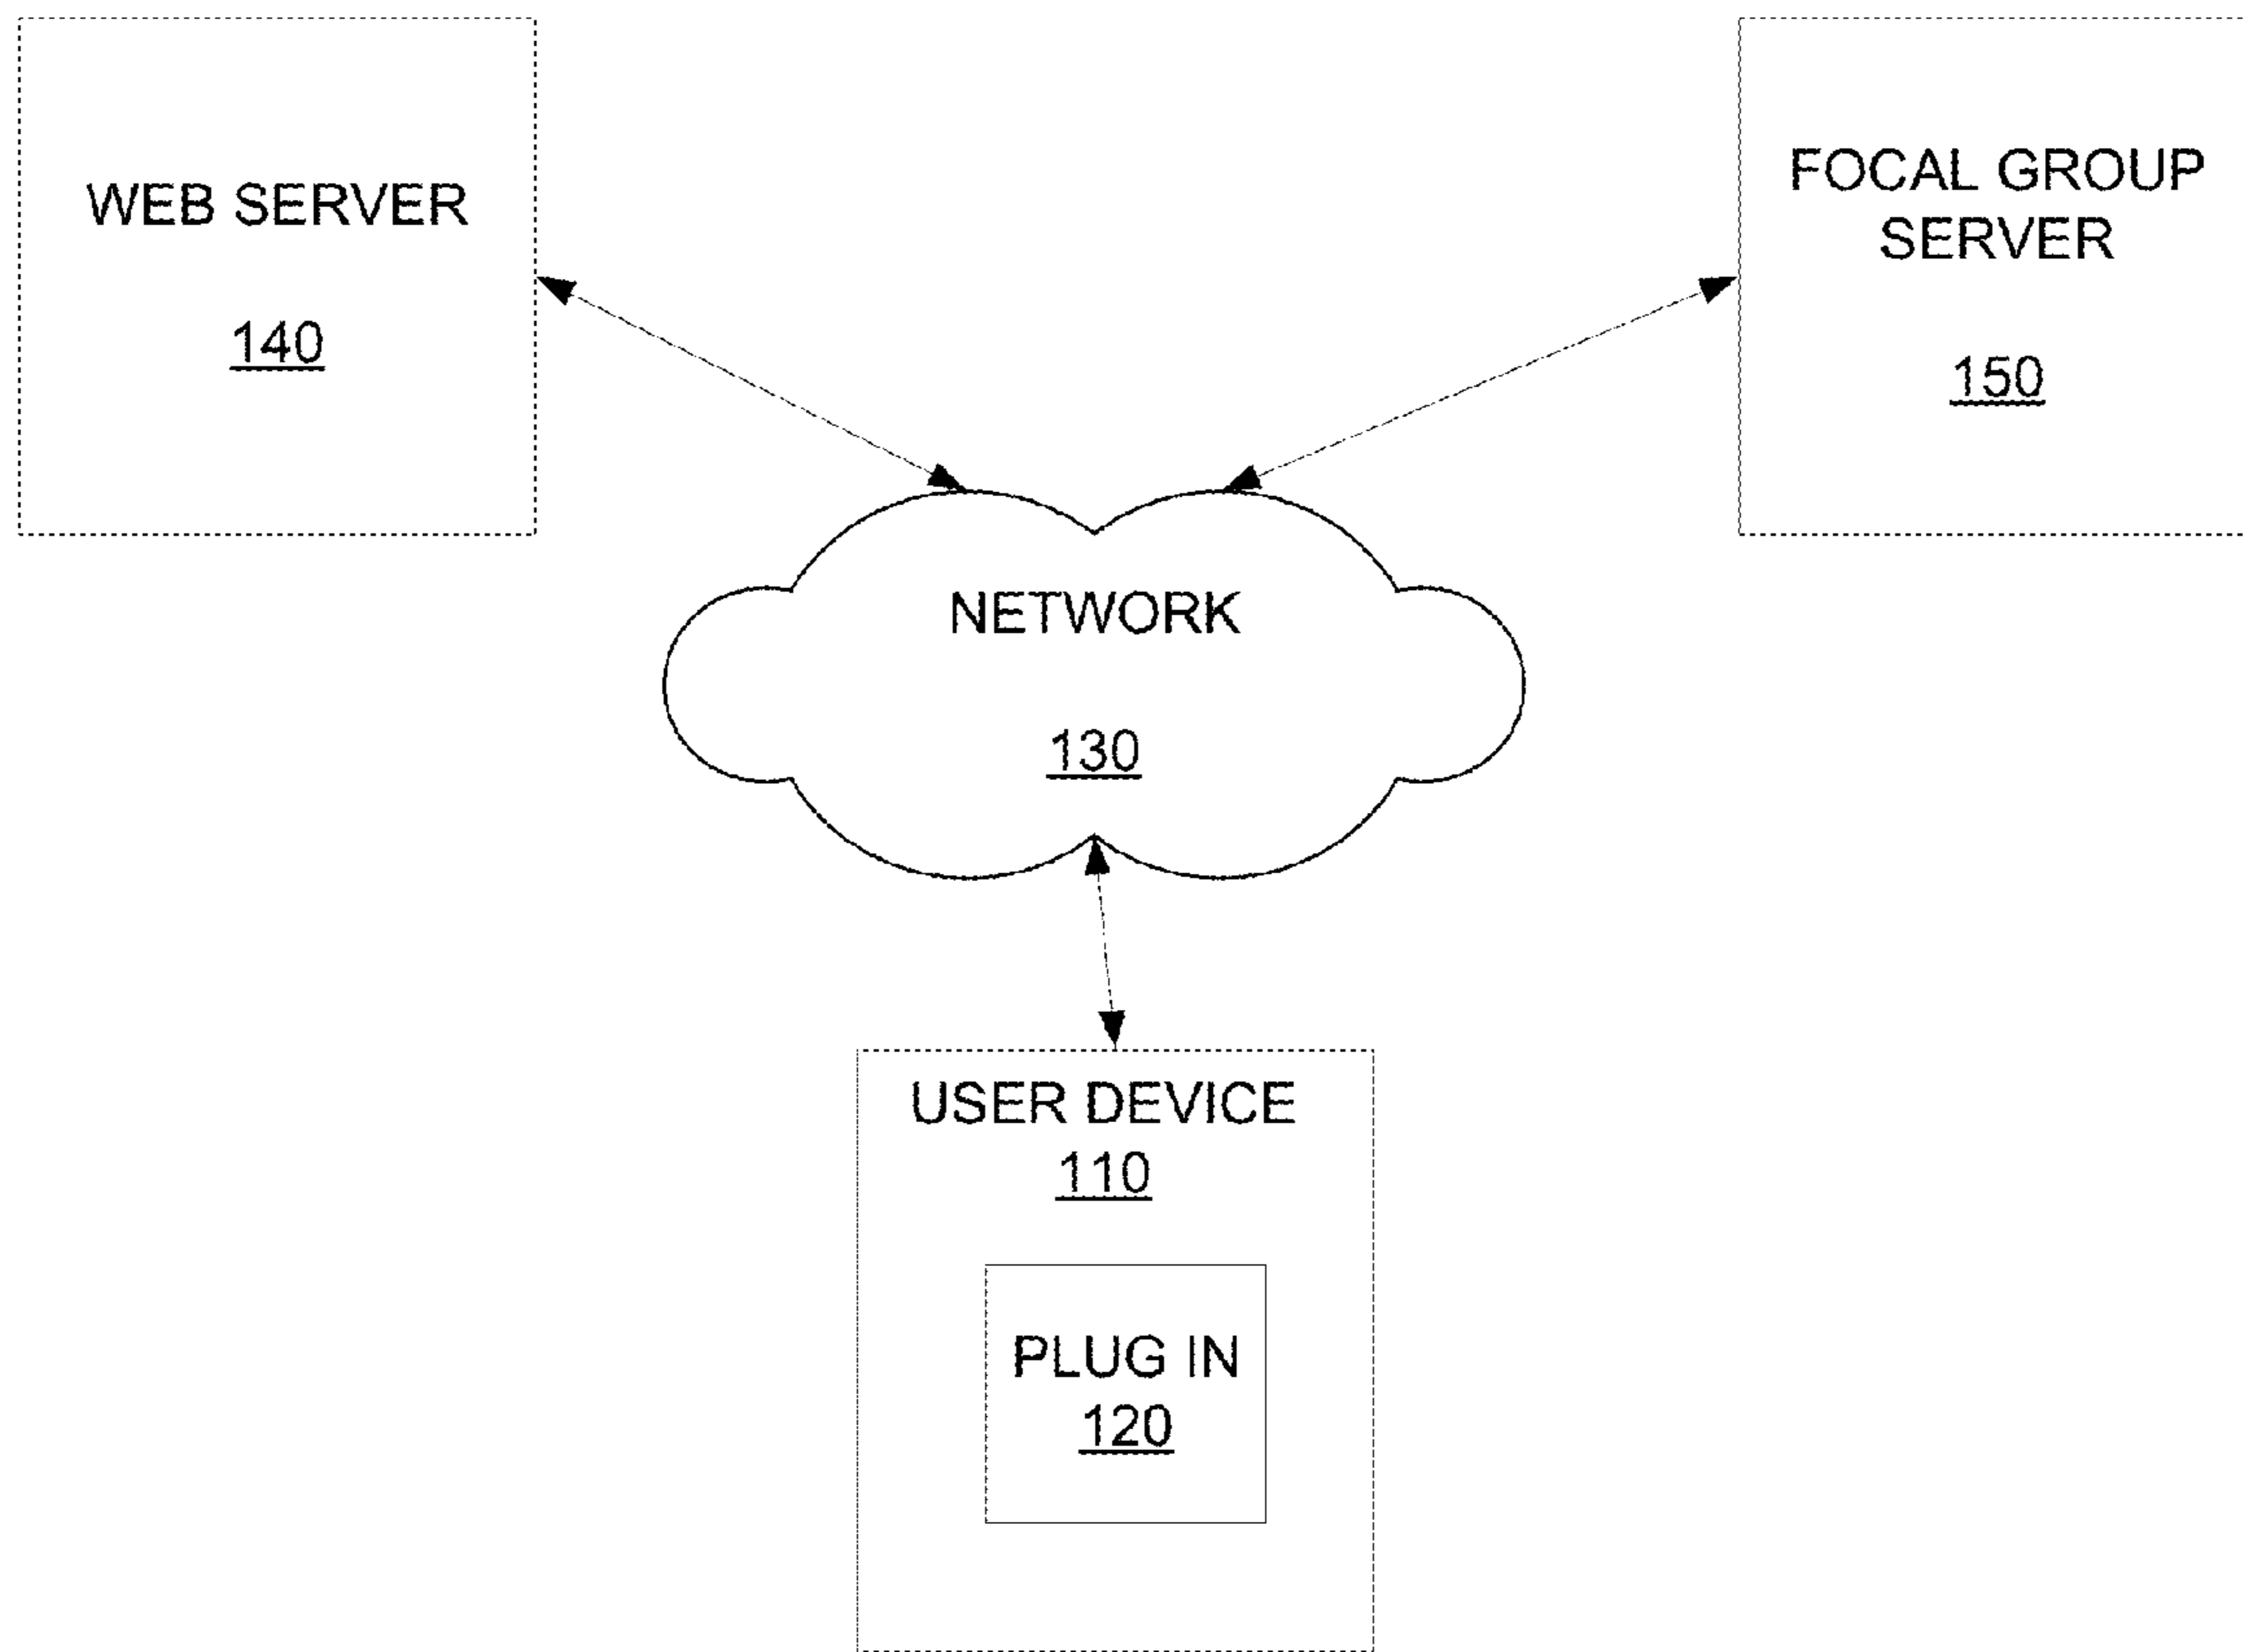 WEB SERVER
140
FOCAL GROUP
SERVER
150
NETWORK
130
USER DEVICE
110
PLUG IN
120